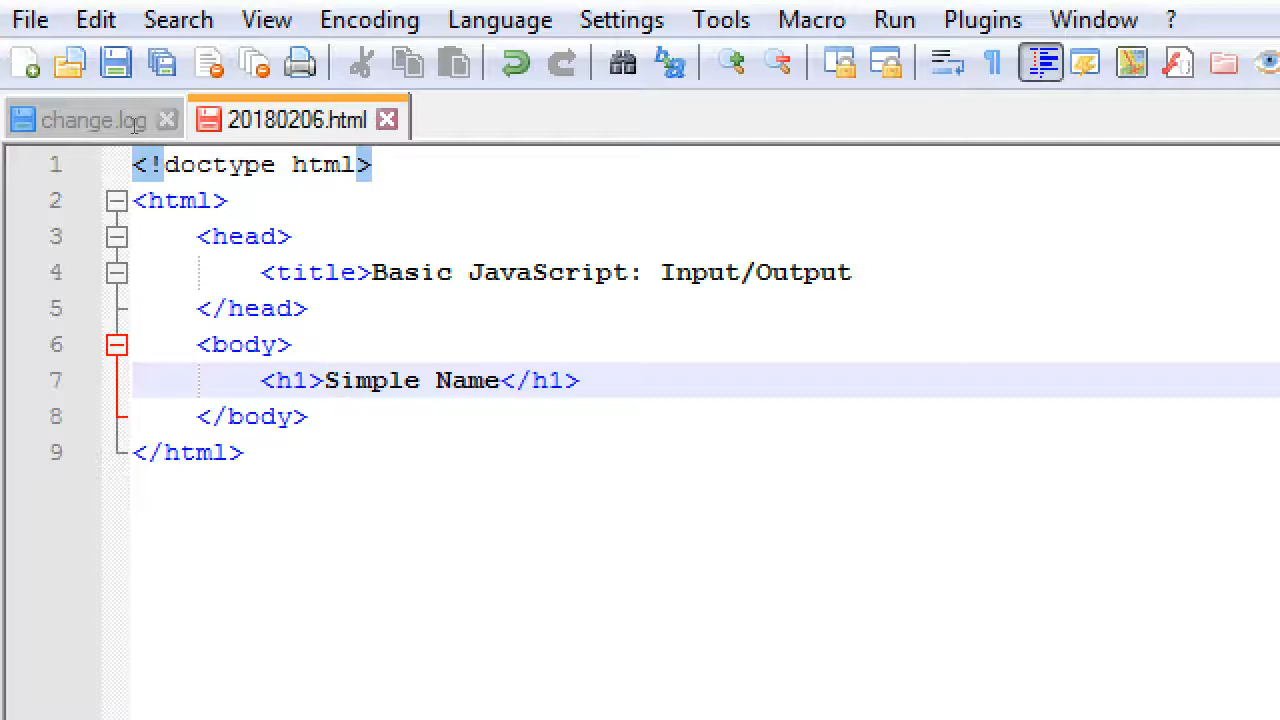 File Edit Search View Encoding Language Settings Tools Macro Run Plugins Window ?
change.log 20180206.html
1 <!doctype html>
2 <html>
3 <head>
4 <title>Basic JavaScript: Input/Output
5 </head>
6 <body>
7 <h1>Simple Name</h1>
8 </body>
9 </html>